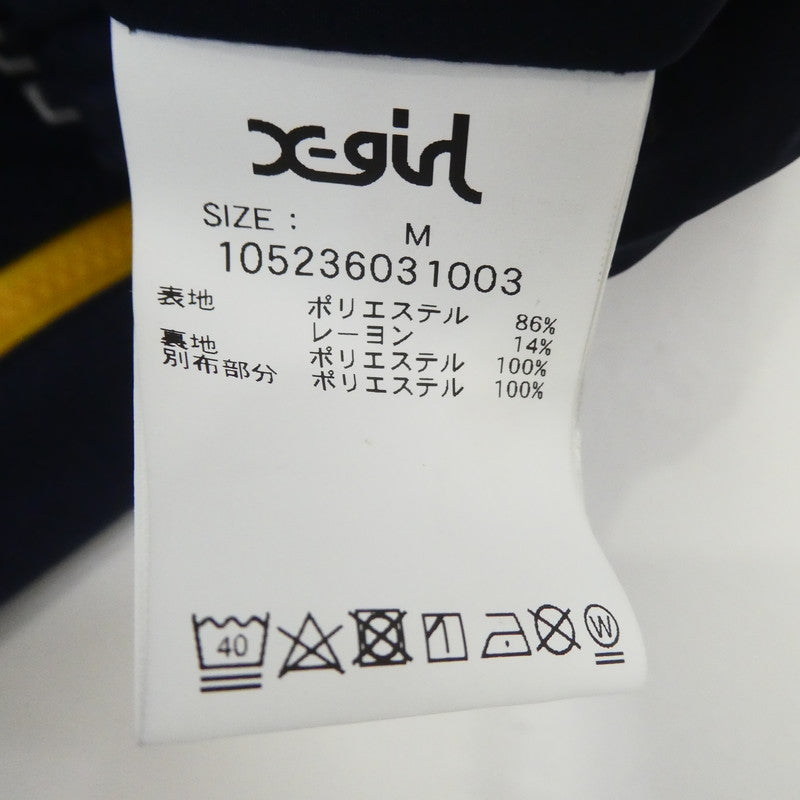 X-girl
SIZE : M
105236031003
表地 ポリエステル 86%
レーヨン 14%
裏地 ポリエステル 100%
別布部分 ポリエステル 100%
40
W